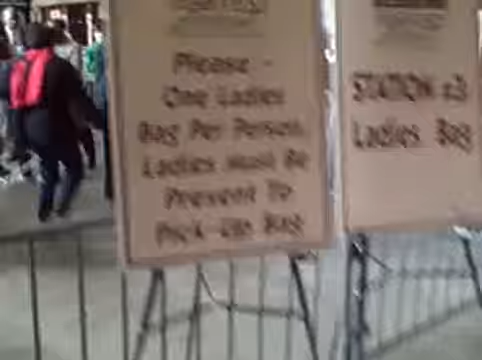 Please -
One Ladies
Bag Per Person.
Ladies Must Be
Present To
Pick-Up Bag
STATION #3
Ladies Bag